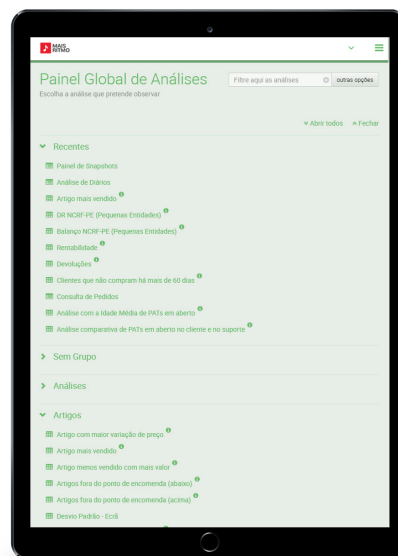 MAIS
RITMO
Painel Global de Análises
Filtre aqui as análises
outras opções
Escolha a análise que pretende observar
Abrir todos
Fechar
Recentes
Painel de Snapshots
Análise de Diários
Artigo mais vendido
DR NCRF-PE (Pequenas Entidades)
Balanço NCRF-PE (Pequenas Entidades)
Rentabilidade
Devoluções
Clientes que não compram há mais de 60 dias
Consulta de Pedidos
Análise com a Idade Média de PATs em aberto
Análise comparativa de PATs em aberto no cliente e no suporte
Sem Grupo
Análises
Artigos
Artigo com maior variação de preço
Artigo mais vendido
Artigo menos vendido com mais valor
Artigos fora do ponto de encomenda (abaixo)
Artigos fora do ponto de encomenda (acima)
Desvio Padrão - Ecrã